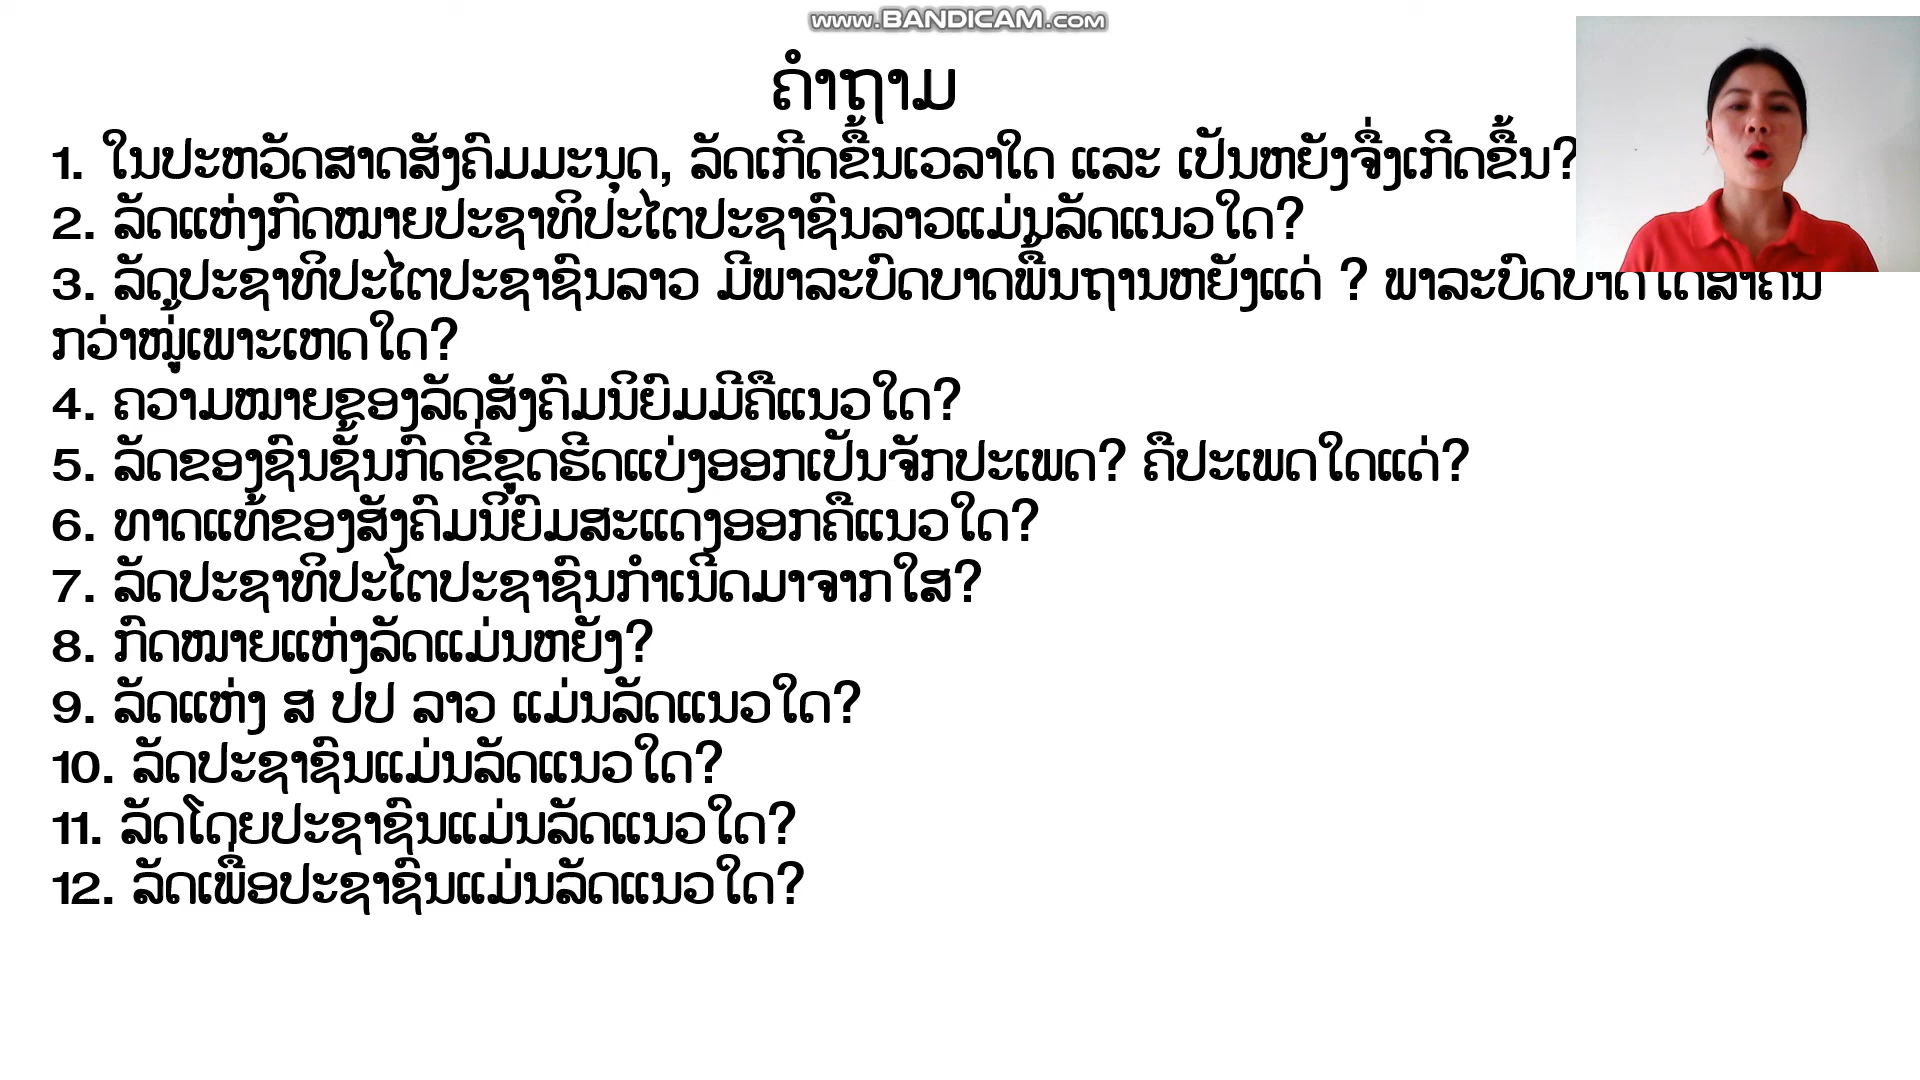 www.BANDICAM.com
ຄຳຖາມ
1. ໃນປະຫວັດສາດສັງຄົມມະນຸດ, ລັດເກີດຂື້ນເວລາໃດ ແລະ ເປັນຫຍັງຈື່ງເກີດຂື້ນ?
2. ລັດແຫ່ງກົດໝາຍປະຊາທິປະໄຕປະຊາຊົນລາວແມ່ນລັດແນວໃດ?
3. ລັດປະຊາທິປະໄຕປະຊາຊົນລາວ ມີພາລະບົດບາດພື້ນຖານຫຍັງແດ່ ? ພາລະບົດບາດໃດສຳຄັນ
ກວ່າໝູ່ເພາະເຫດໃດ?
4. ຄວາມໝາຍຂອງລັດສັງຄົມນິຍົມມີຄືແນວໃດ?
5. ລັດຂອງຊົນຊັ້ນກົດຂີ່ຂູດຮີດແບ່ງອອກເປັນຈັກປະເພດ? ຄືປະເພດໃດແດ່?
6. ທາດແທ້ຂອງສັງຄົມນິຍົມສະແດງອອກຄືແນວໃດ?
7. ລັດປະຊາທິປະໄຕປະຊາຊົນກຳເນີດມາຈາກໃສ?
8. ກົດໝາຍແຫ່ງລັດແມ່ນຫຍັງ?
9. ລັດແຫ່ງ ສ ປປ ລາວ ແມ່ນລັດແນວໃດ?
10. ລັດປະຊາຊົນແມ່ນລັດແນວໃດ?
11. ລັດໂດຍປະຊາຊົນແມ່ນລັດແນວໃດ?
12. ລັດເພື່ອປະຊາຊົນແມ່ນລັດແນວໃດ?